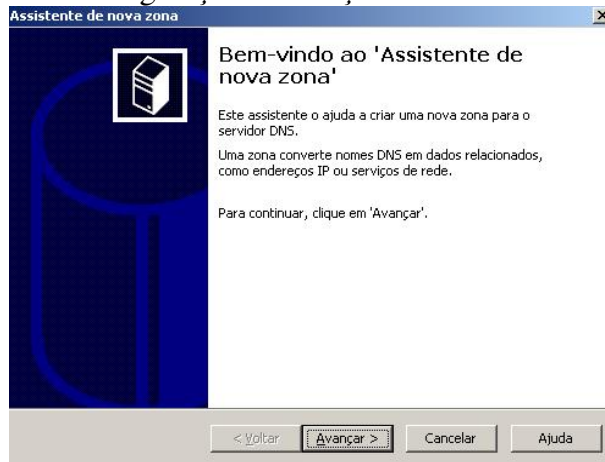 Assistente de nova zona
Bem-vindo ao 'Assistente de
nova zona'
Este assistente o ajuda a criar uma nova zona para o
servidor DNS.
Uma zona converte nomes DNS em dados relacionados,
como endereços IP ou serviços de rede.
Para continuar, clique em 'Avançar'.
< Voltar Avançar > Cancelar Ajuda